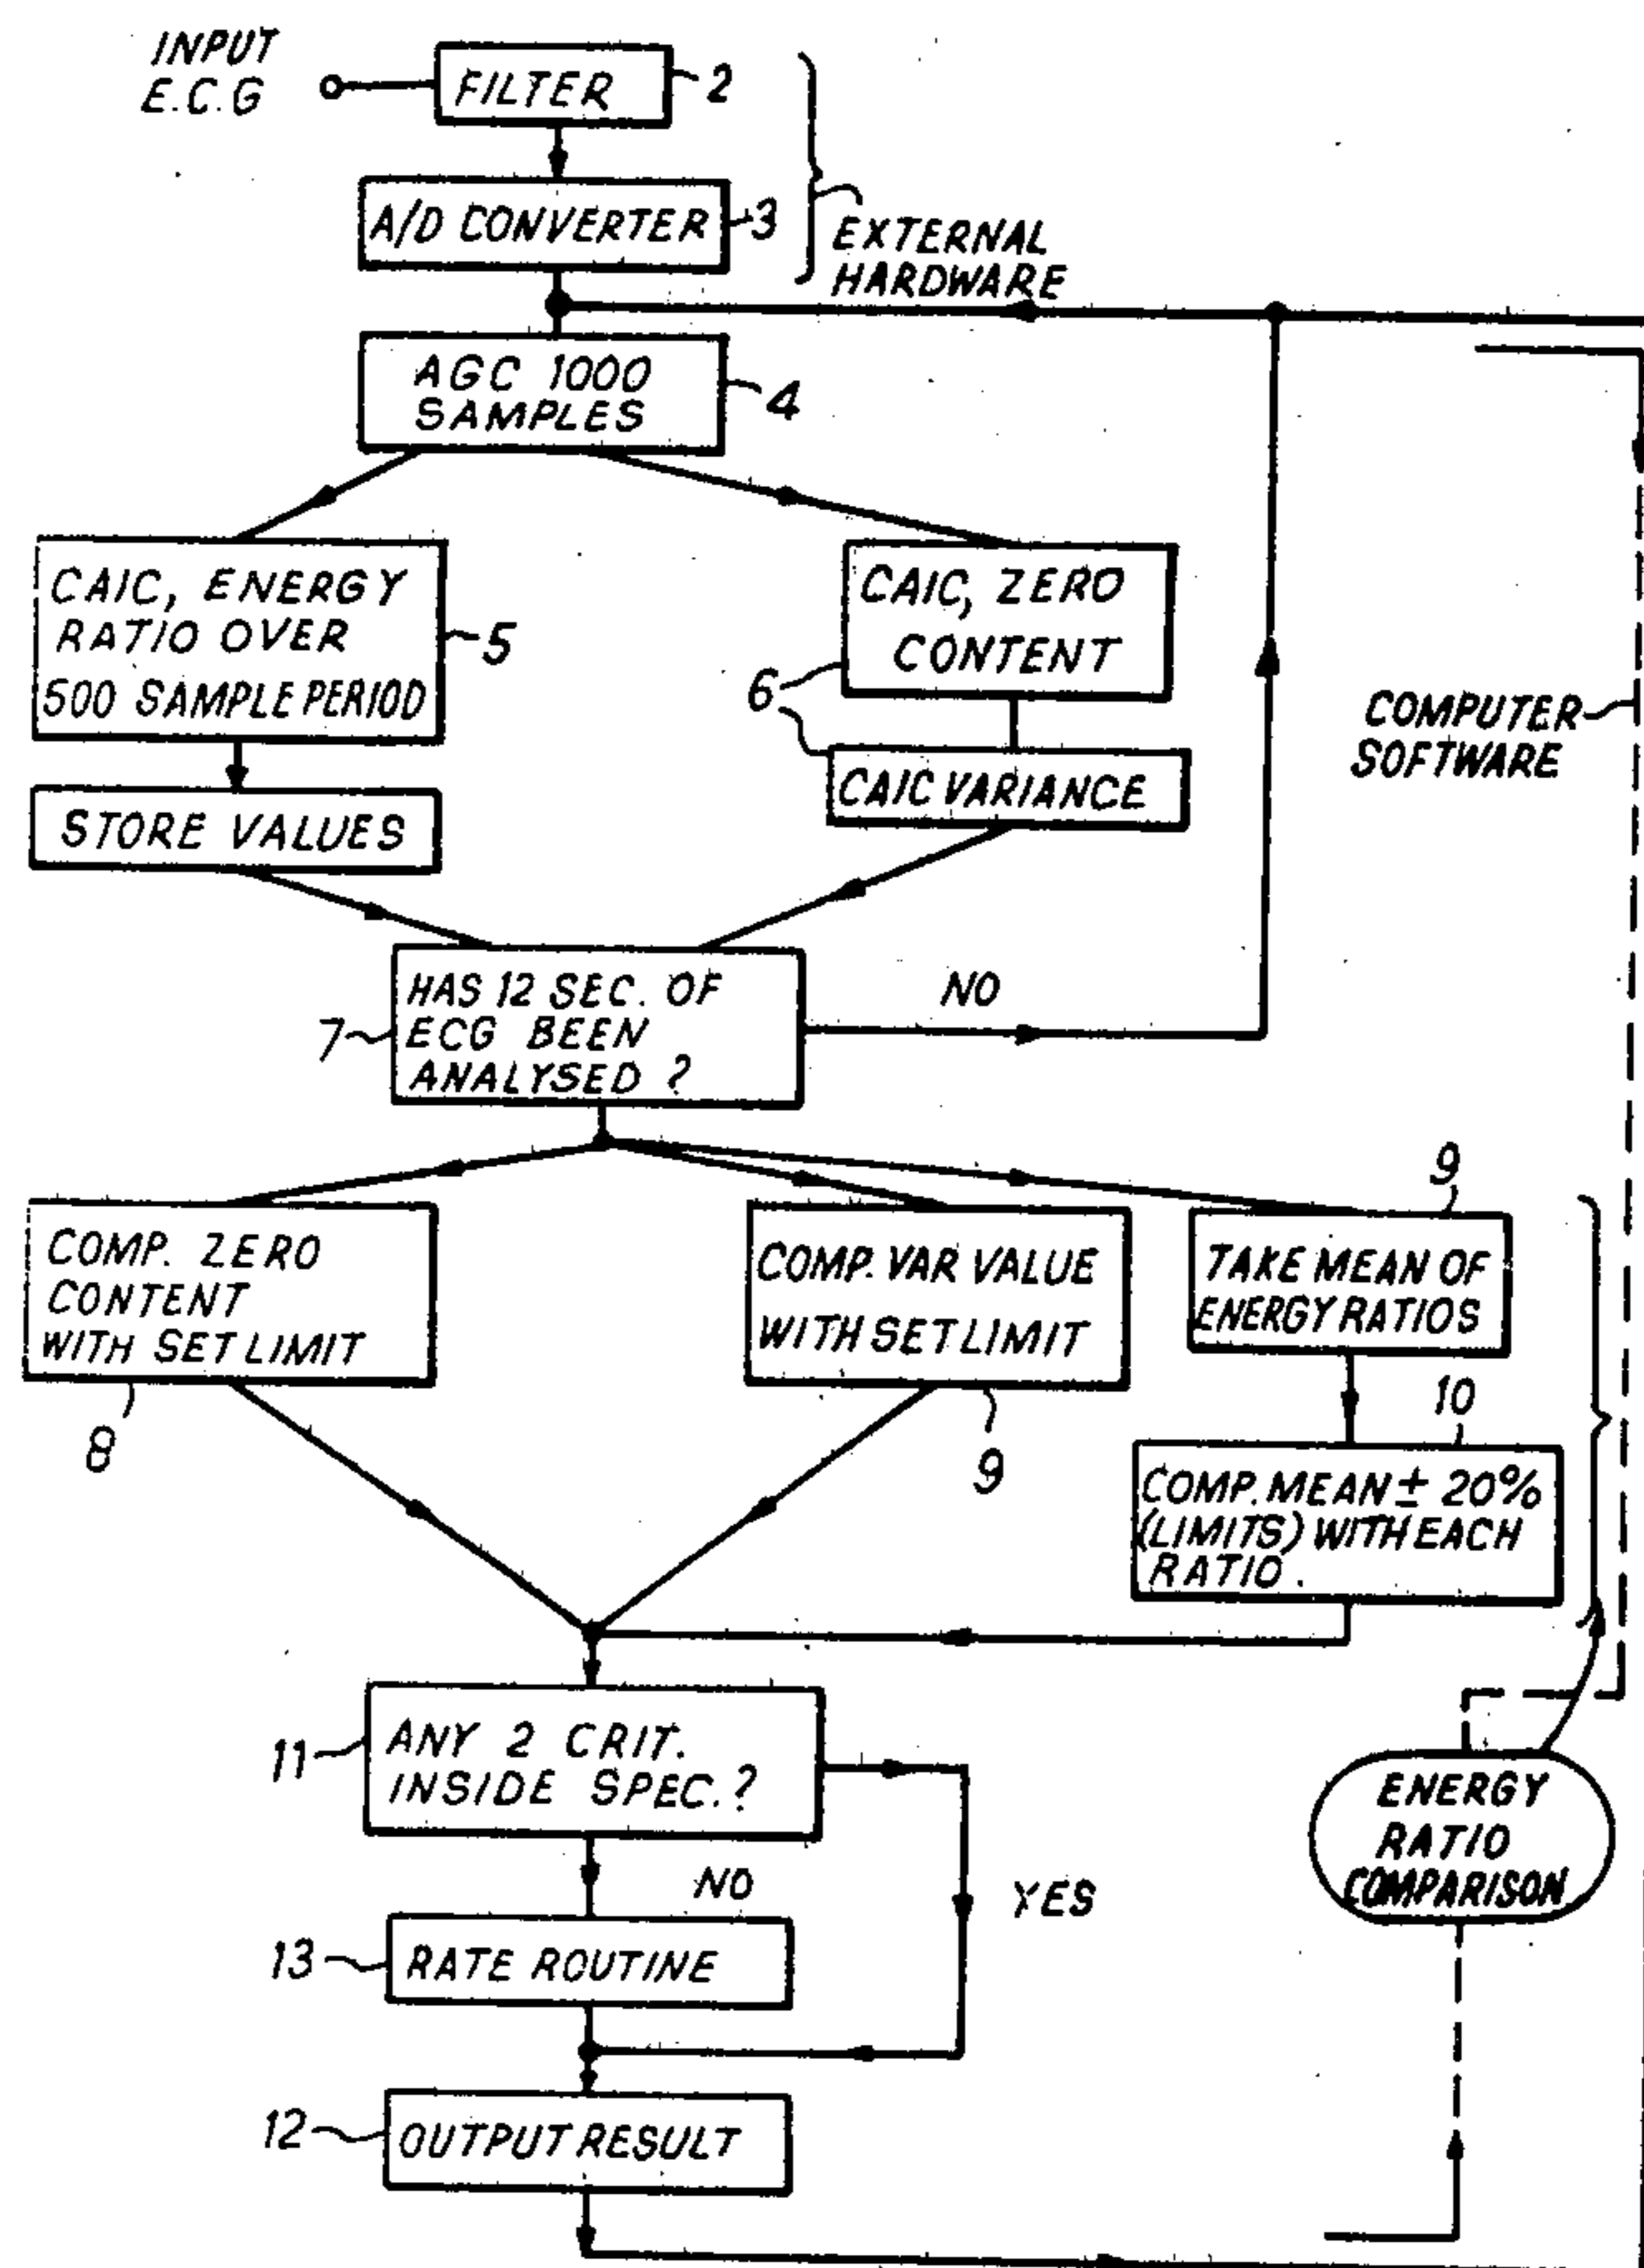 INPUT
E.C.G
FILTER
2
A/D CONVERTER
3
EXTERNAL
HARDWARE
AGC 1000
SAMPLES
4
CAIC, ENERGY
RATIO OVER
500 SAMPLE PERIOD
5
CAIC, ZERO
CONTENT
6
STORE VALUES
CAIC VARIANCE
COMPUTER
SOFTWARE
HAS 12 SEC. OF
ECG BEEN
ANALYSED ?
7
NO
COMP. ZERO
CONTENT
WITH SET LIMIT
8
COMP. VAR VALUE
WITH SET LIMIT
9
9
TAKE MEAN OF
ENERGY RATIOS
10
COMP. MEAN ± 20%
(LIMITS) WITH EACH
RATIO.
11
ANY 2 CRIT.
INSIDE SPEC.?
NO
YES
ENERGY
RATIO
COMPARISON
13
RATE ROUTINE
12
OUTPUT RESULT